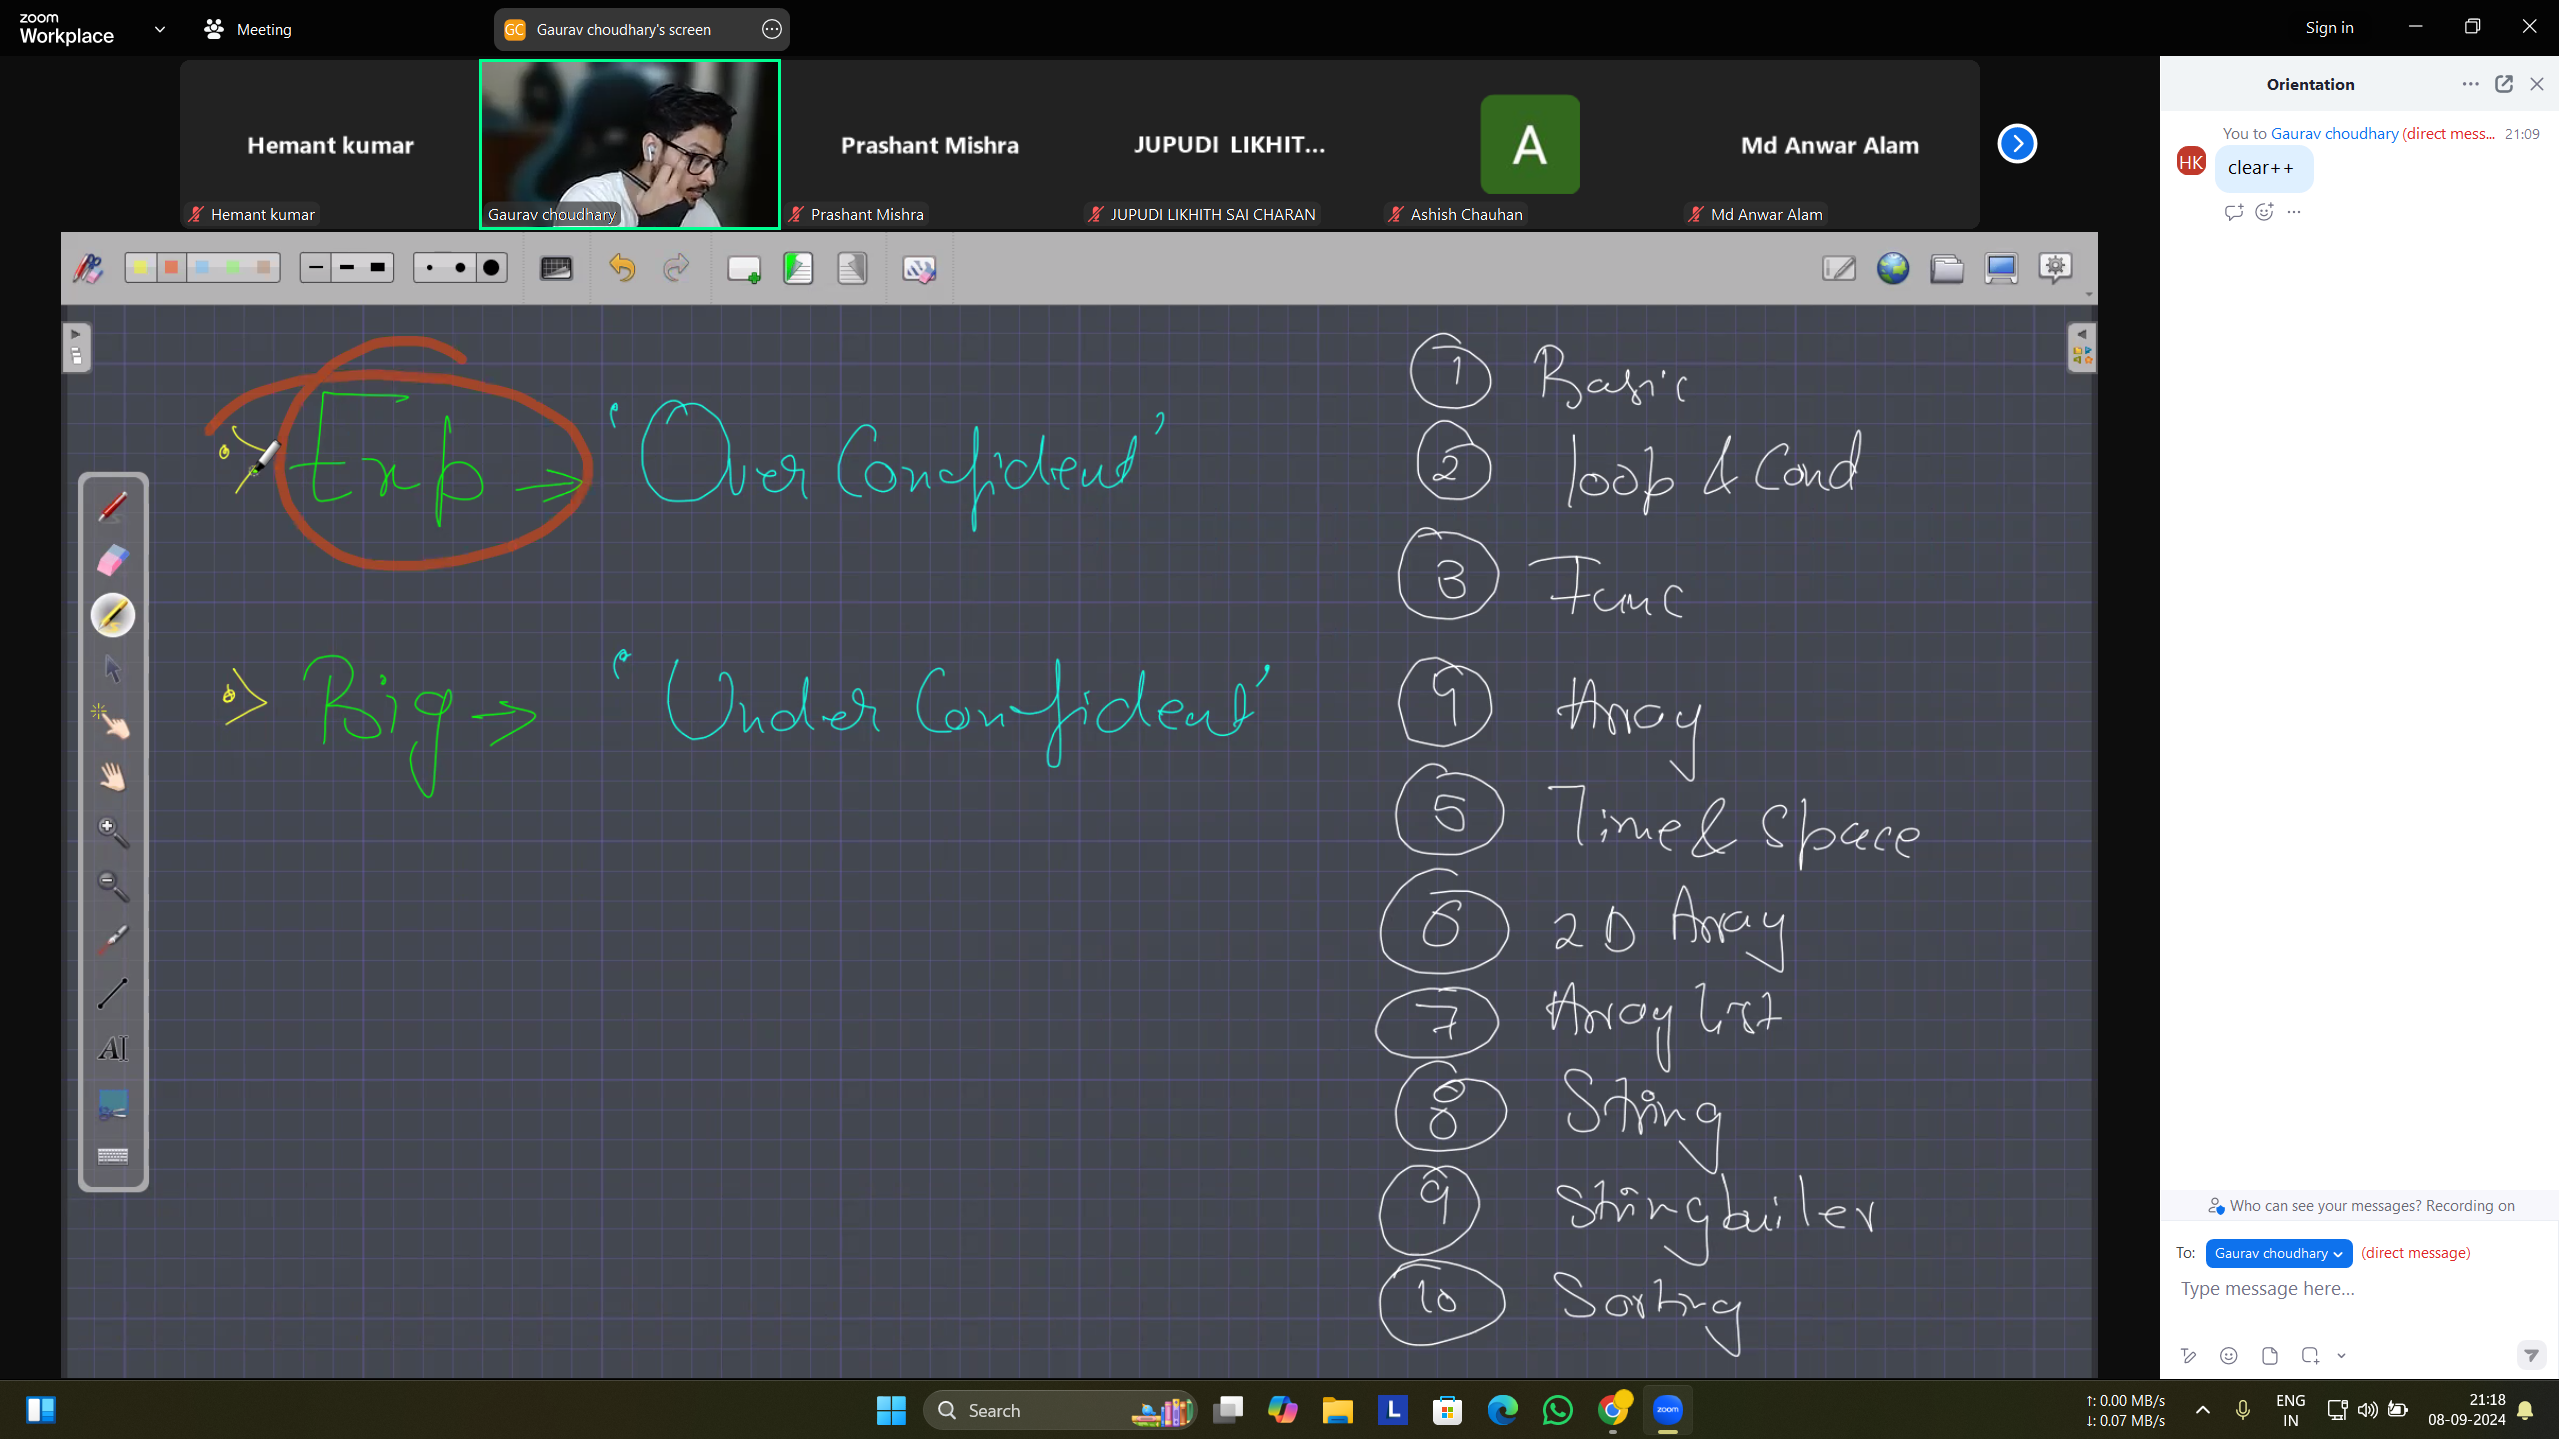 zoom
Workplace
Meeting
GC Gaurav choudhary's screen
Sign in
Hemant kumar
Prashant Mishra
JUPUDI LIKHIT...
A
Md Anwar Alam
Hemant kumar
Gaurav choudhary
Prashant Mishra
JUPUDI LIKHITH SAI CHARAN
Ashish Chauhan
Md Anwar Alam
Orientation
You to Gaurav choudhary (direct mess... 21:09
HK
clear++
Exp → 'Over Confident'
Big → 'Under Confident'
1 Basic
2 loop & Cond
3 Func
4 Array
5 Time & Space
6 2D Array
7 Array list
8 String
9 Stringbuiler
10 Sorting
AI
Who can see your messages? Recording on
To: Gaurav choudhary (direct message)
Type message here...
Search
L
zoom
↑: 0.00 MB/s
↓: 0.07 MB/s
ENG
IN
21:18
08-09-2024